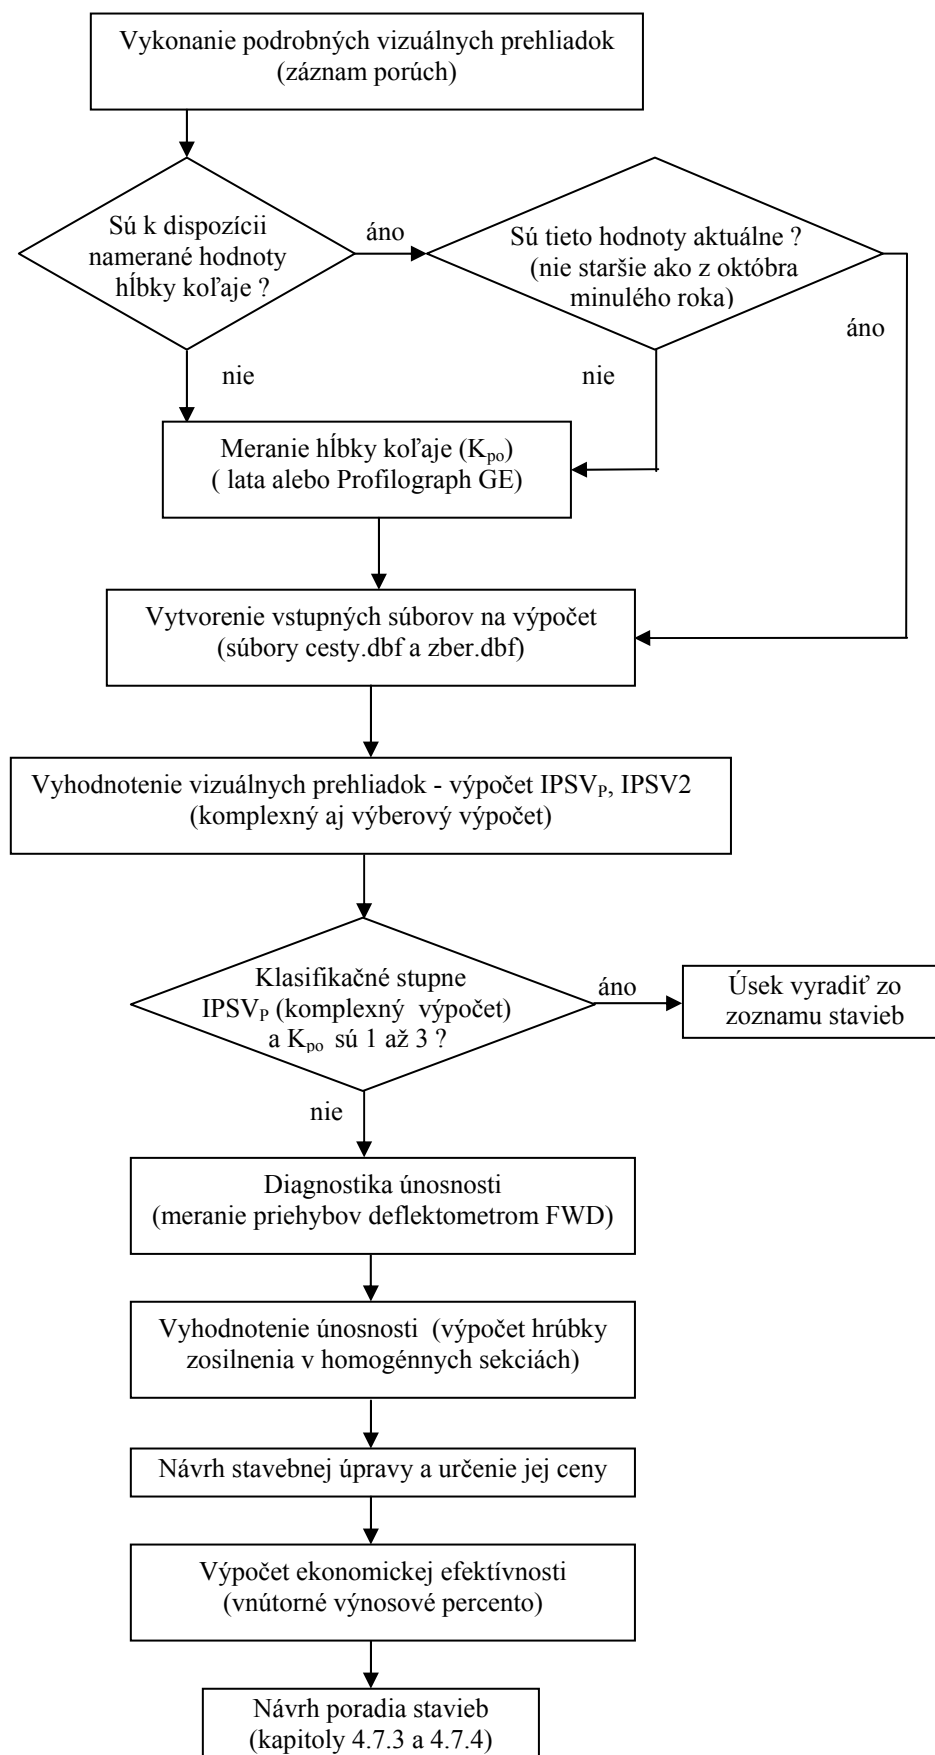 Vykonanie podrobných vizuálnych prehliadok
(záznam porúch)
Sú k dispozícii
namerané hodnoty
hĺbky koľaje ?
áno
Sú tieto hodnoty aktuálne ?
(nie staršie ako z októbra
minulého roka)
áno
nie
nie
Meranie hĺbky koľaje (Kpo)
( lata alebo Profilograph GE)
Vytvorenie vstupných súborov na výpočet
(súbory cesty.dbf a zber.dbf)
Vyhodnotenie vizuálnych prehliadok - výpočet IPSVP, IPSV2
(komplexný aj výberový výpočet)
Klasifikačné stupne
IPSVP (komplexný výpočet)
a Kpo sú 1 až 3 ?
áno
Úsek vyradiť zo
zoznamu stavieb
nie
Diagnostika únosnosti
(meranie priehybov deflektometrom FWD)
Vyhodnotenie únosnosti (výpočet hrúbky
zosilnenia v homogénnych sekciách)
Návrh stavebnej úpravy a určenie jej ceny
Výpočet ekonomickej efektívnosti
(vnútorné výnosové percento)
Návrh poradia stavieb
(kapitoly 4.7.3 a 4.7.4)